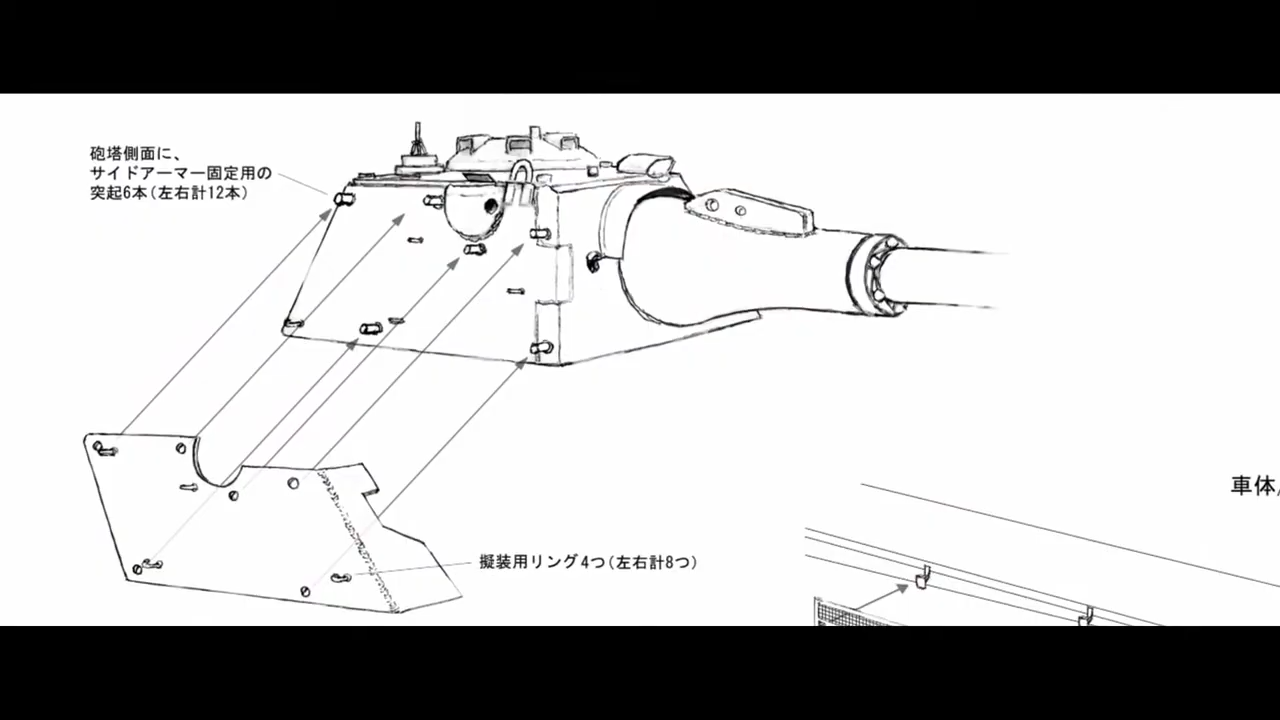 砲塔側面に、
サイドアーマー固定用の
突起6本(左右計12本)
車体/
擬装用リング4つ(左右計8つ)